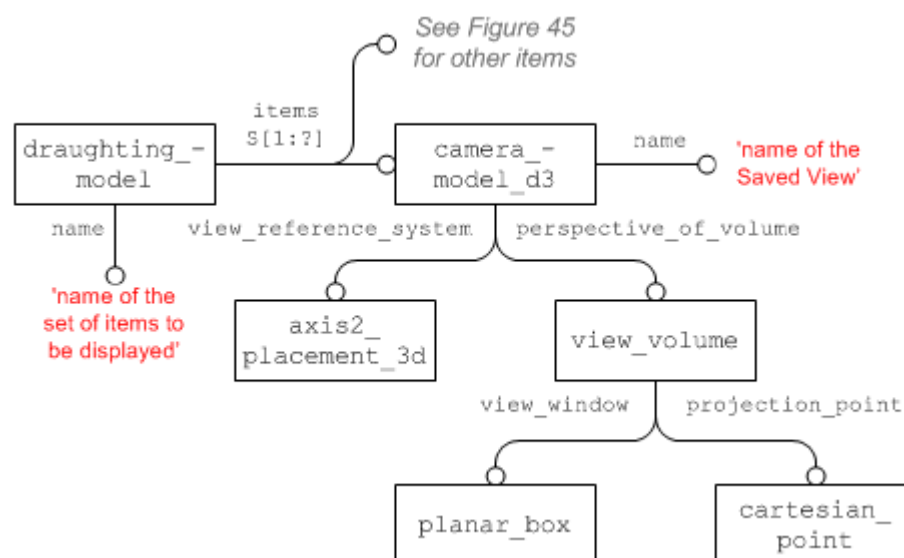 See Figure 45
for other items
items
S[1:?]
draughting_-
model
camera_-
model_d3
name
'name of the
Saved View'
name
view_reference_system
perspective_of_volume
'name of the
set of items to
be displayed'
axis2_
placement_3d
view_volume
view_window
projection_point
planar_box
cartesian_
point